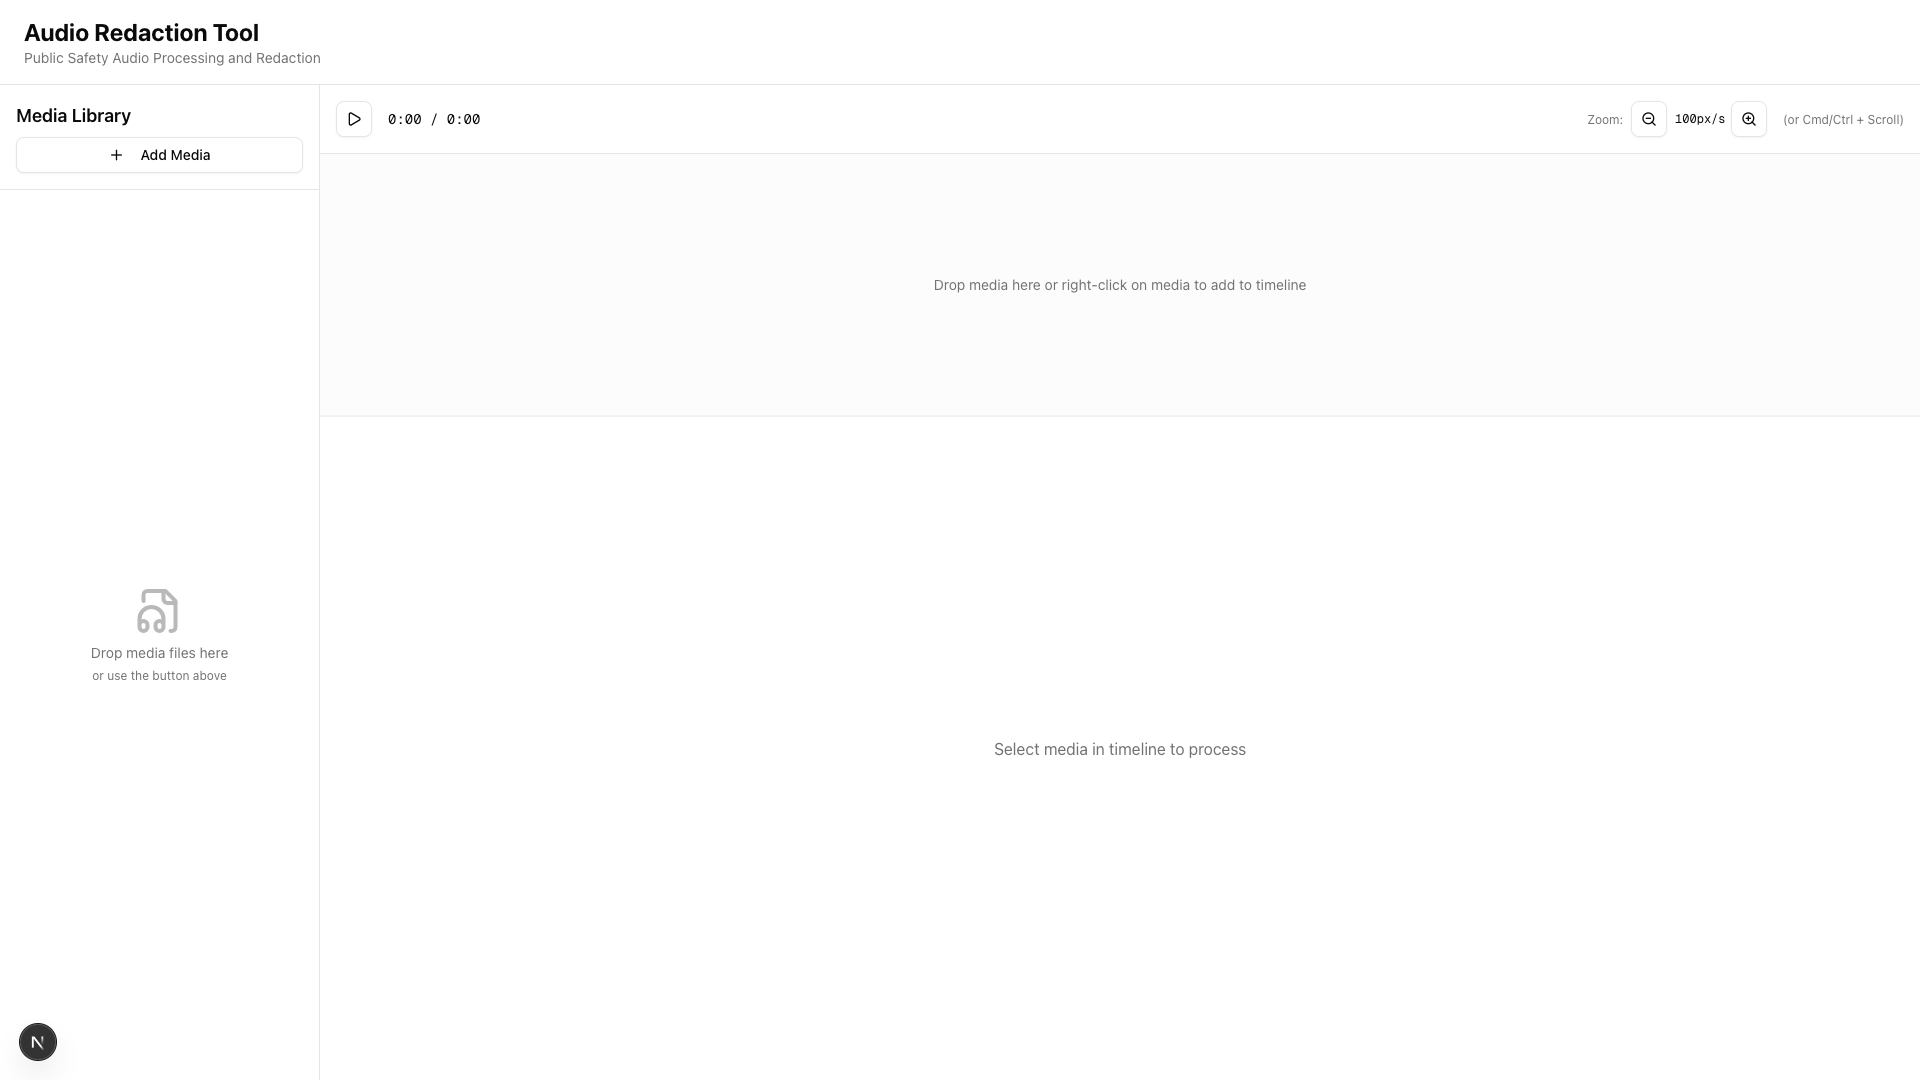 Audio Redaction Tool
Public Safety Audio Processing and Redaction
Media Library
Add Media
0:00 / 0:00
Zoom:
100px/s
(or Cmd/Ctrl + Scroll)
Drop media here or right-click on media to add to timeline
Drop media files here
or use the button above
Select media in timeline to process
N